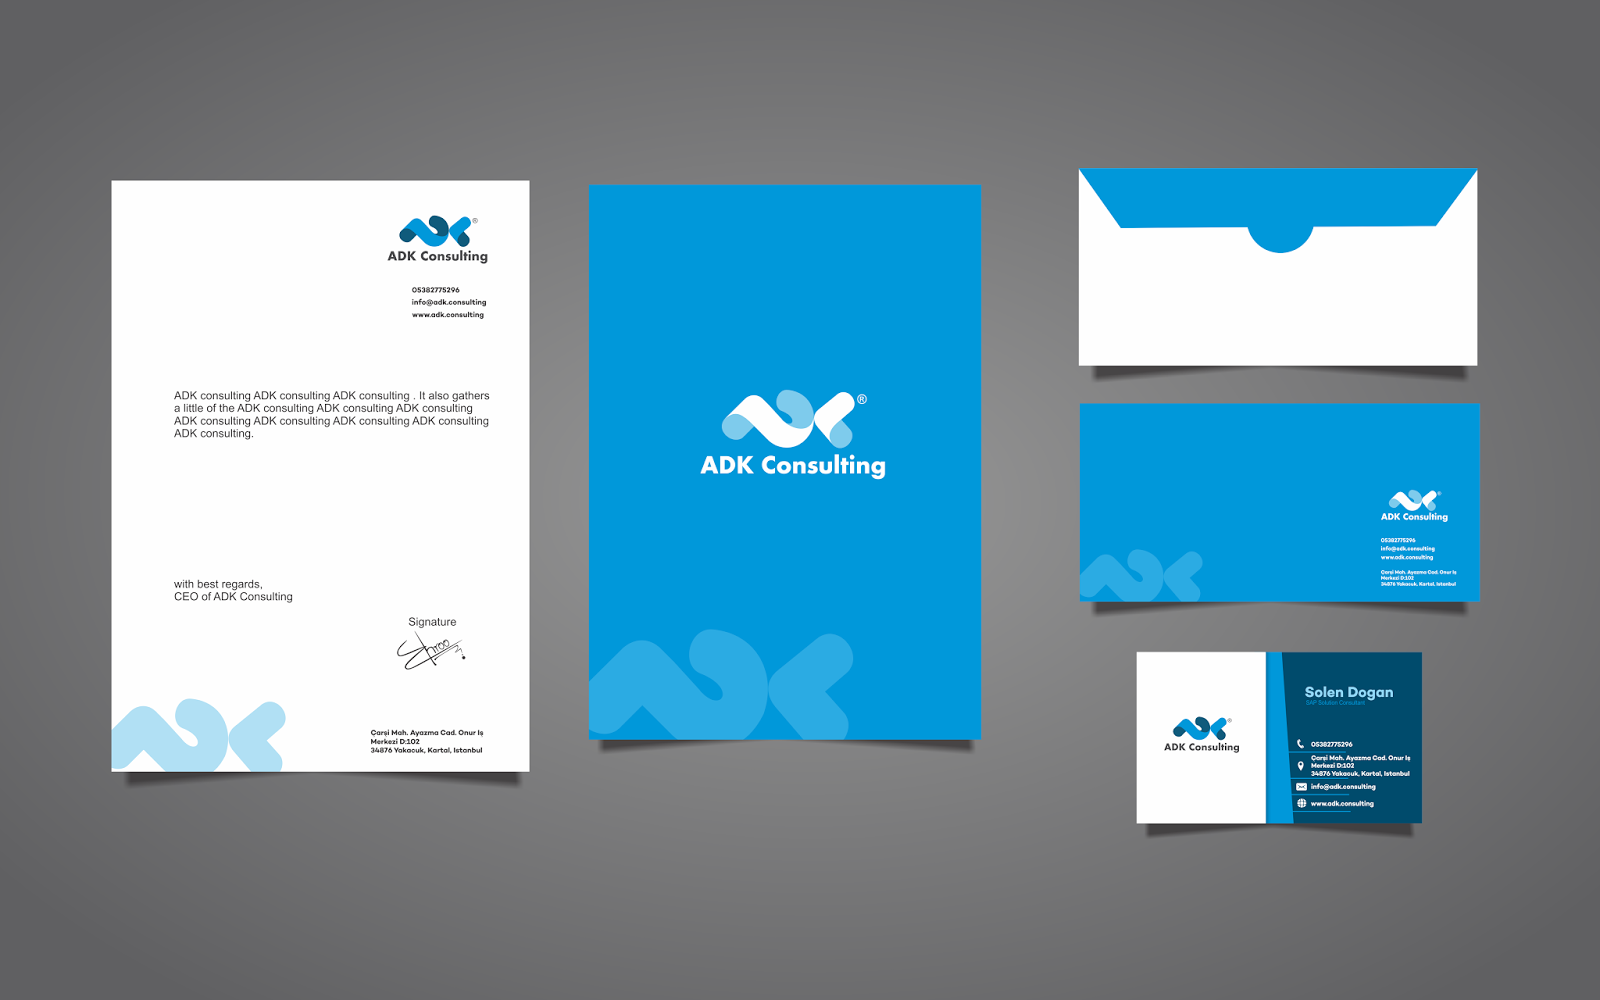 ®
ADK Consulting
05382775296
info@adk.consulting
www.adk.consulting
ADK consulting ADK consulting ADK consulting . It also gathers
a little of the ADK consulting ADK consulting ADK consulting
ADK consulting ADK consulting ADK consulting ADK consulting
ADK consulting.
with best regards,
CEO of ADK Consulting
Signature
Carşi Mah. Ayazma Cad. Onur Iş
Merkezi D:102
34876 Yakacuk, Kartal, Istanbul
®
ADK Consulting
®
ADK Consulting
05382775296
info@adk.consulting
www.adk.consulting
Carşi Mah. Ayazma Cad. Onur Iş
Merkezi D:102
34876 Yakacuk, Kartal, Istanbul
®
ADK Consulting
Solen Dogan
SAP Solution Consultant
05382775296
Carşi Mah. Ayazma Cad. Onur Iş
Merkezi D:102
34876 Yakacuk, Kartal, Istanbul
info@adk.consulting
www.adk.consulting